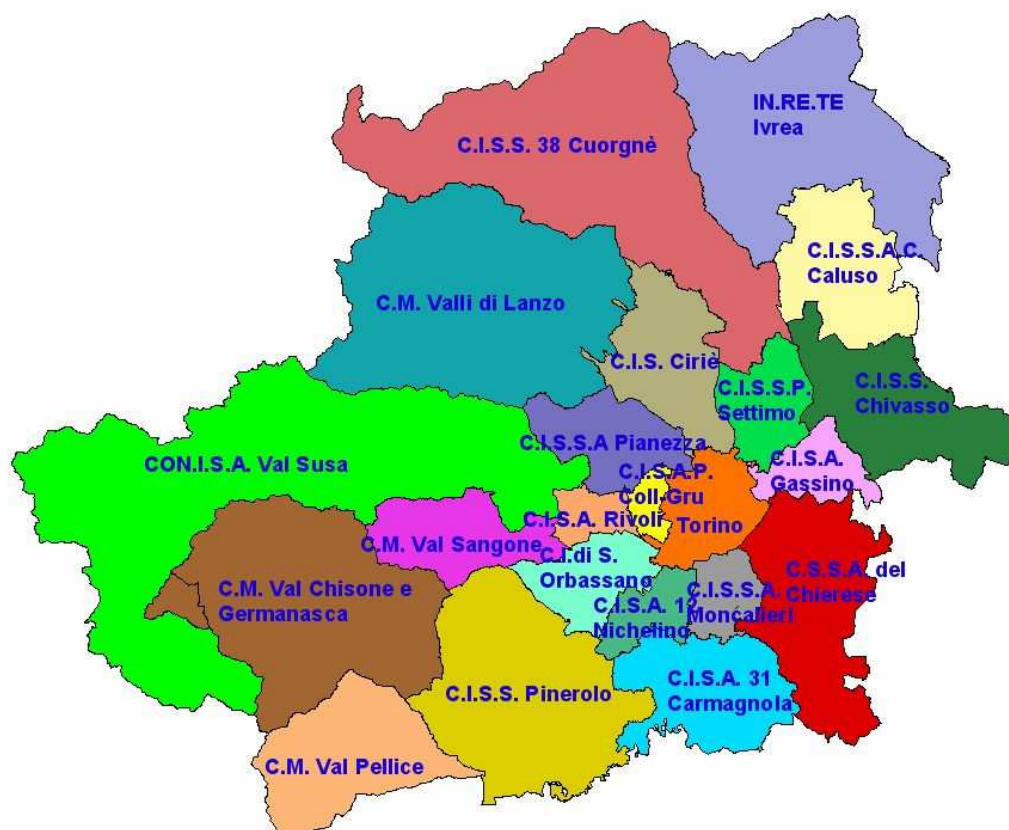 IN.RE.TE
Ivrea
C.I.S.S. 38 Cuorgnè
C.I.S.S.A.C.
Caluso
C.M. Valli di Lanzo
C.I.S. Ciriè
C.I.S.S.P.
Settimo
C.I.S.S.
Chivasso
C.I.S.S.A Pianezza
CON.I.S.A. Val Susa
C.I.S.A.
Gassino
C.I.S.A.P.
Coll-Gru
C.I.S.A. Rivoli
Torino
C.M. Val Sangone
C.I.di S.
Orbassano
C.S.S.A. del
Chierese
C.M. Val Chisone e
Germanasca
C.I.S.A. 12
Nichelino
C.I.S.S.A.
Moncalieri
C.I.S.S. Pinerolo
C.I.S.A. 31
Carmagnola
C.M. Val Pellice